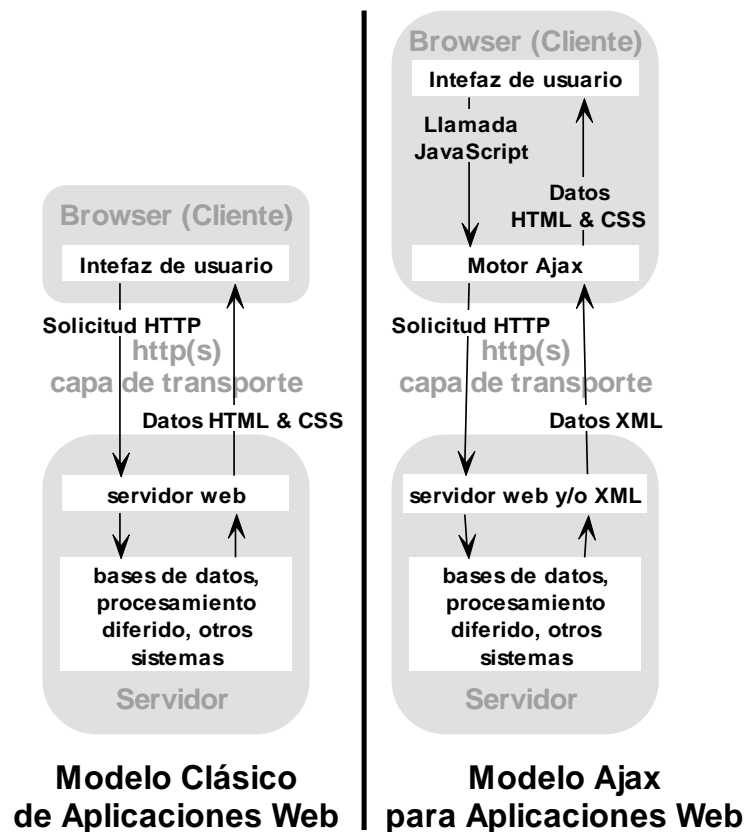 Browser (Cliente)
Intefaz de usuario
Solicitud HTTP
http(s)
capa de transporte
Datos HTML & CSS
servidor web
bases de datos,
procesamiento
diferido, otros
sistemas
Servidor
Modelo Clásico
de Aplicaciones Web
Browser (Cliente)
Intefaz de usuario
Llamada
JavaScript
Datos
HTML & CSS
Motor Ajax
Solicitud HTTP
http(s)
capa de transporte
Datos XML
servidor web y/o XML
bases de datos,
procesamiento
diferido, otros
sistemas
Servidor
Modelo Ajax
para Aplicaciones Web